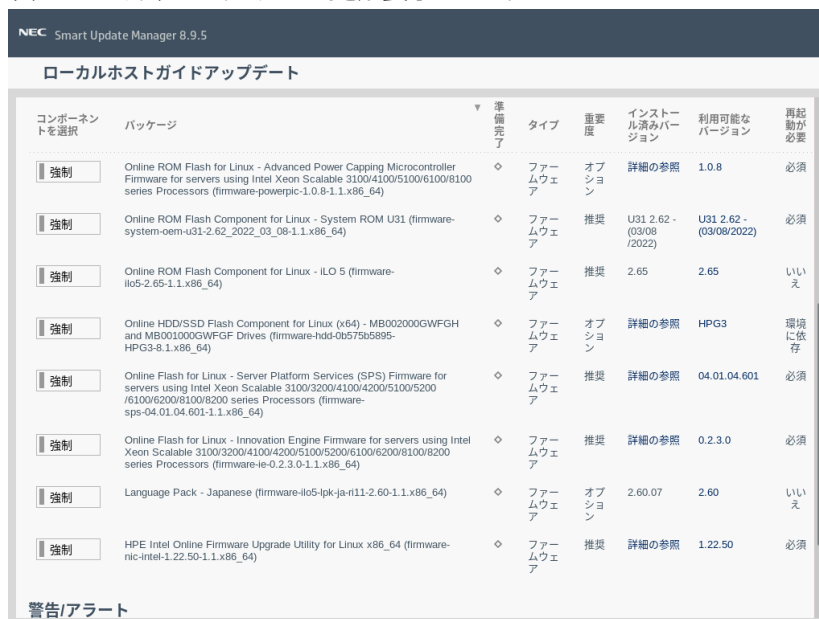 NEC Smart Update Manager 8.9.5
ローカルホストガイドアップデート
コンポーネン
トを選択
パッケージ
▼
準
備
完
了
タイプ
重要
度
インストー
ル済みバー
ジョン
利用可能な
バージョン
再起
動が
必要
強制
Online ROM Flash for Linux - Advanced Power Capping Microcontroller
Firmware for servers using Intel Xeon Scalable 3100/4100/5100/6100/8100
series Processors (firmware-powerpic-1.0.8-1.1.x86_64)
ファー
ムウェ
ア
オプ
ショ
ン
詳細の参照
1.0.8
必須
強制
Online ROM Flash Component for Linux - System ROM U31 (firmware-
system-oem-u31-2.62_2022_03_08-1.1.x86_64)
ファー
ムウェ
ア
推奨
U31 2.62 -
(03/08
/2022)
U31 2.62 -
(03/08/2022)
必須
強制
Online ROM Flash Component for Linux - iLO 5 (firmware-
ilo5-2.65-1.1.x86_64)
ファー
ムウェ
ア
推奨
2.65
2.65
いい
え
強制
Online HDD/SSD Flash Component for Linux (x64) - MB002000GWFGH
and MB001000GWFGF Drives (firmware-hdd-0b575b5895-
HPG3-8.1.x86_64)
ファー
ムウェ
ア
オプ
ショ
ン
詳細の参照
HPG3
環境
に依
存
強制
Online Flash for Linux - Server Platform Services (SPS) Firmware for
servers using Intel Xeon Scalable 3100/3200/4100/4200/5100/5200
/6100/6200/8100/8200 series Processors (firmware-
sps-04.01.04.601-1.1.x86_64)
ファー
ムウェ
ア
推奨
詳細の参照
04.01.04.601
必須
強制
Online Flash for Linux - Innovation Engine Firmware for servers using Intel
Xeon Scalable 3100/3200/4100/4200/5100/5200/6100/6200/8100/8200
series Processors (firmware-ie-0.2.3.0-1.1.x86_64)
ファー
ムウェ
ア
推奨
詳細の参照
0.2.3.0
必須
強制
Language Pack - Japanese (firmware-ilo5-lpk-ja-ri11-2.60-1.1.x86_64)
ファー
ムウェ
ア
オプ
ショ
ン
2.60.07
2.60
いい
え
強制
HPE Intel Online Firmware Upgrade Utility for Linux x86_64 (firmware-
nic-intel-1.22.50-1.1.x86_64)
ファー
ムウェ
ア
推奨
詳細の参照
1.22.50
必須
警告/アラート